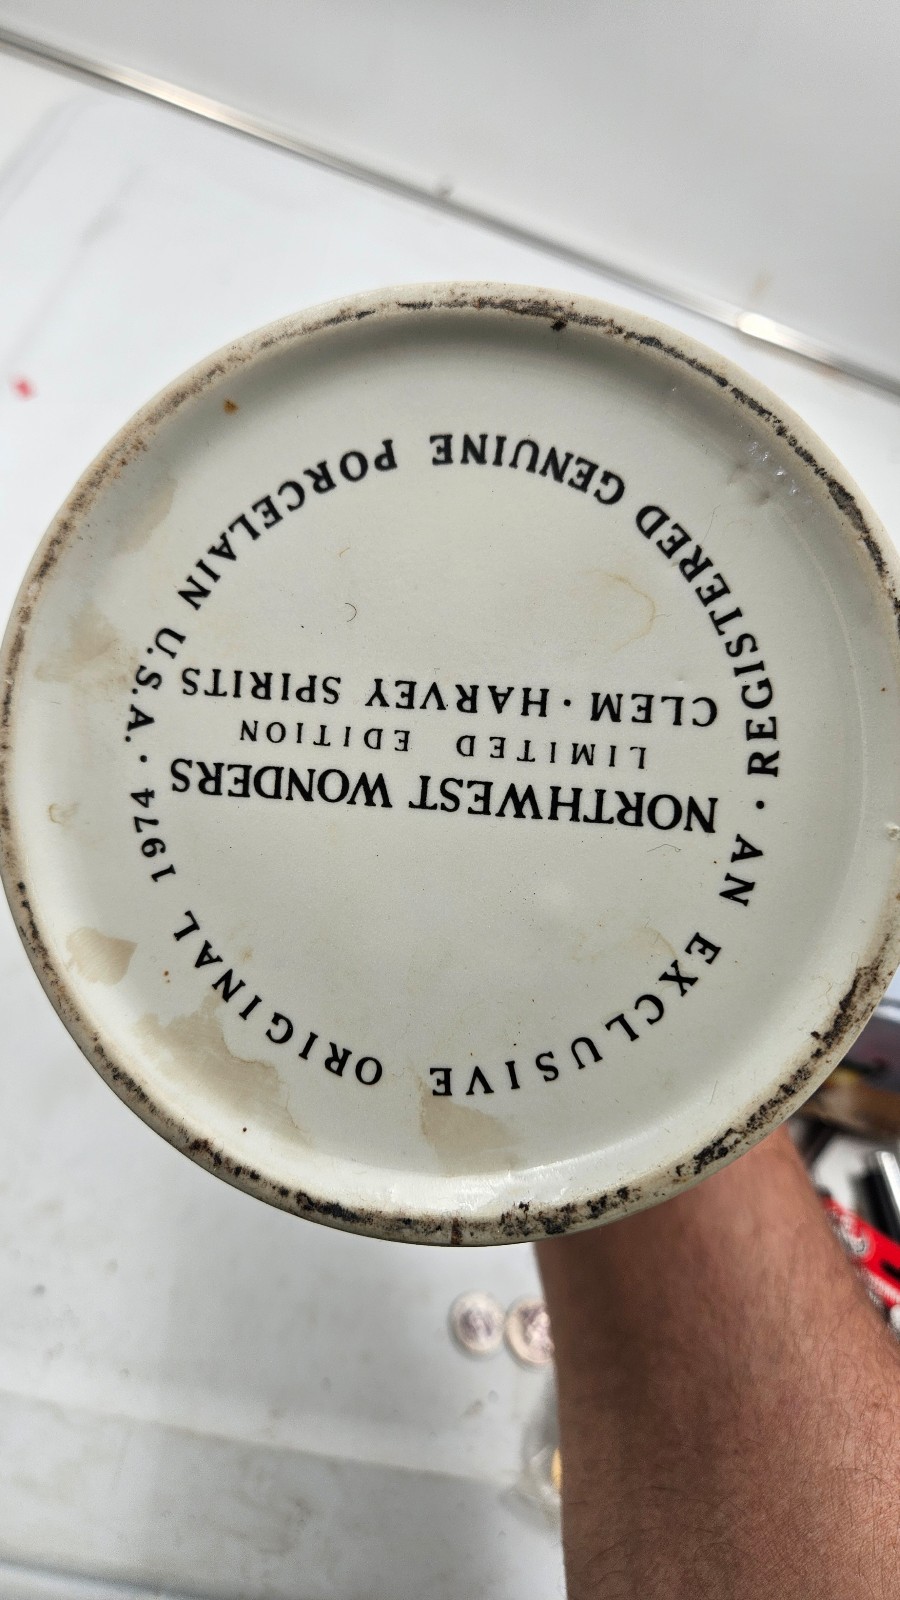 AN EXCLUSIVE ORIGINAL 1974 ·
NORTHWEST WONDERS
LIMITED EDITION
CLEM · HARVEY SPIRITS
· REGISTERED GENUINE PORCELAIN U.S.A.